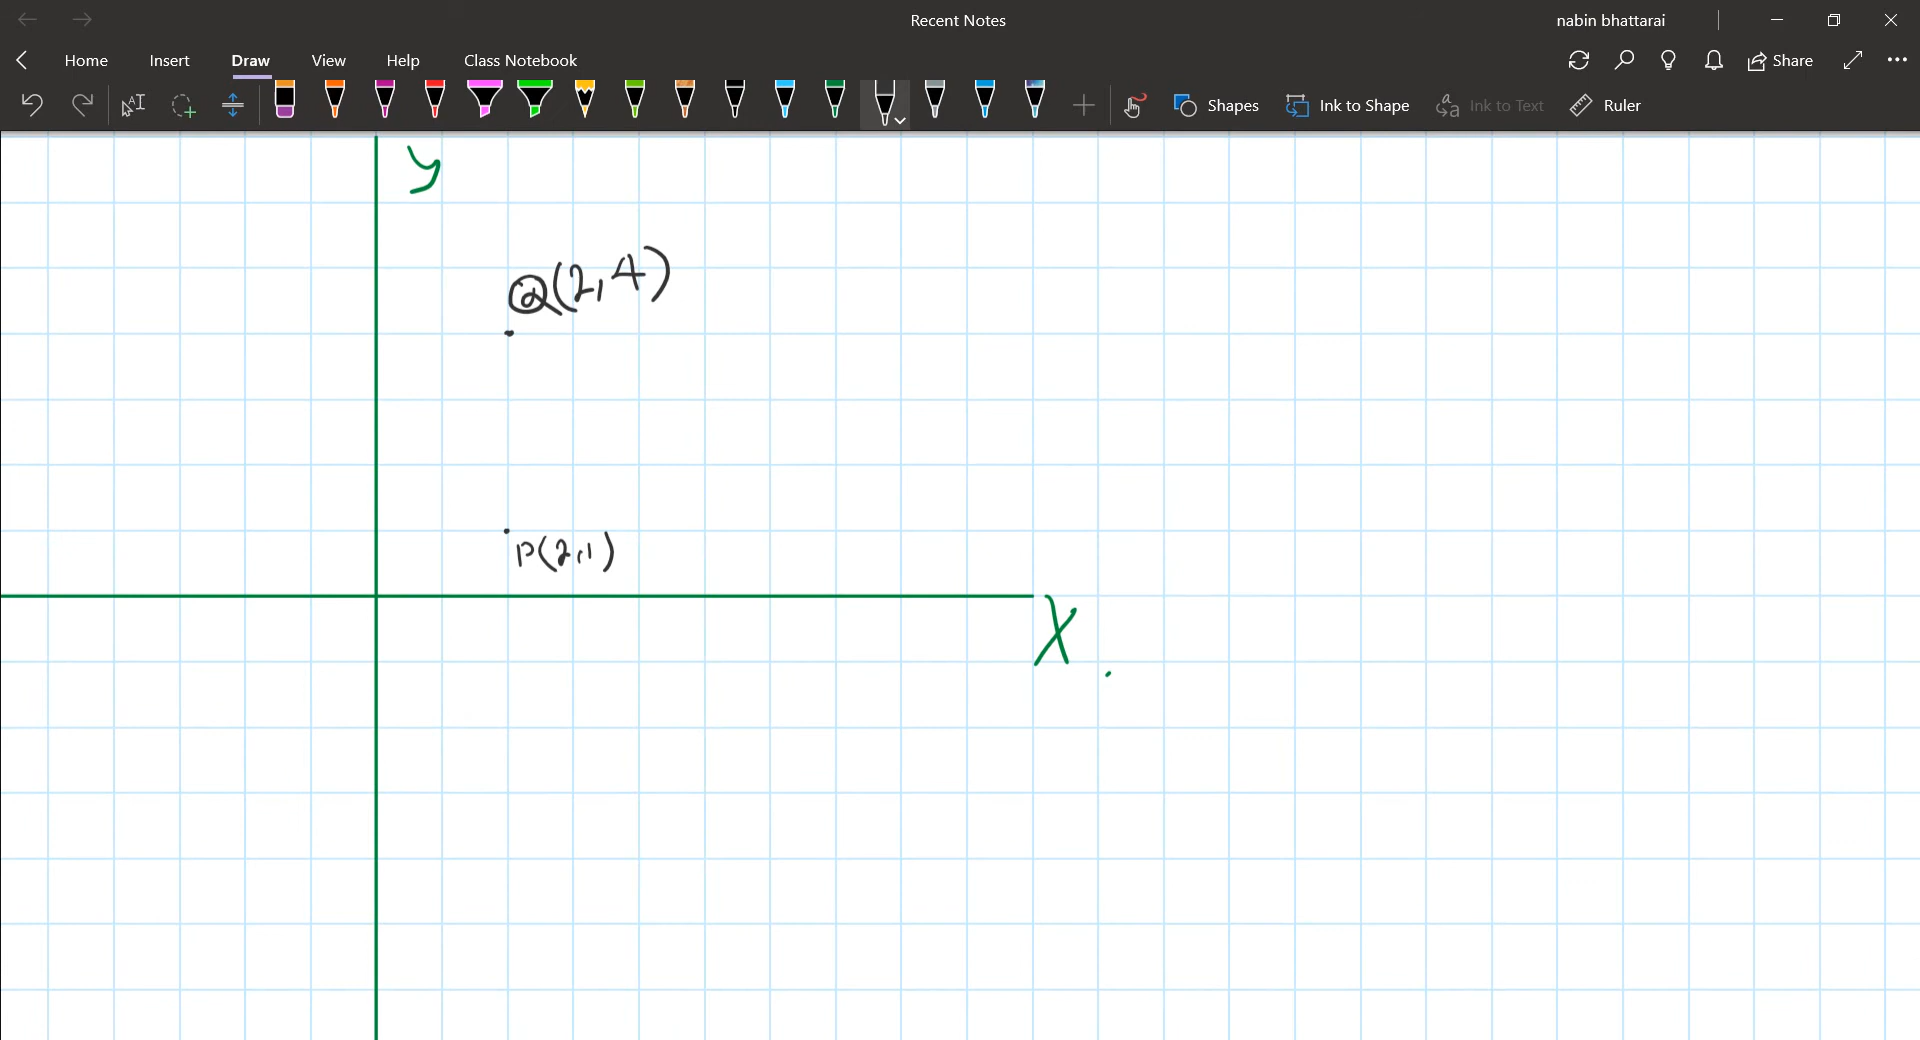 Recent Notes
nabin bhattarai
Home Insert Draw View Help Class Notebook
Share
Shapes Ink to Shape Ink to Text Ruler
y
Q(2,4)
P(2,1)
X